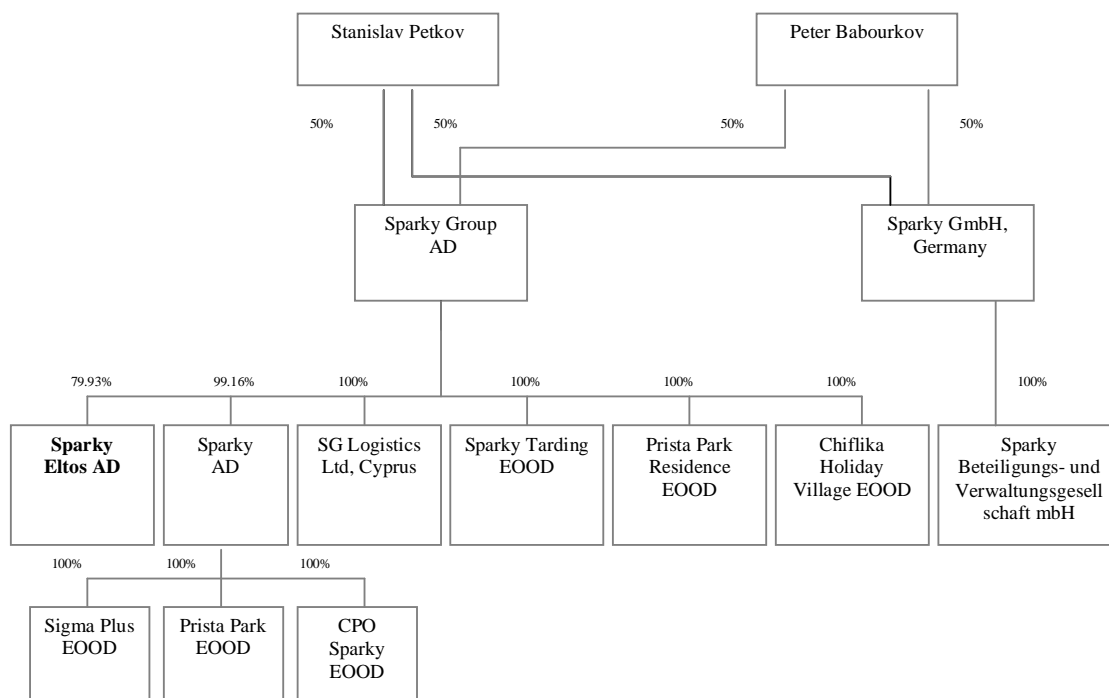 Stanislav Petkov
Peter Babourkov
50%
50%
50%
50%
Sparky Group
AD
Sparky GmbH,
Germany
79.93%
99.16%
100%
100%
100%
100%
100%
Sparky
Eltos AD
Sparky
AD
SG Logistics
Ltd, Cyprus
Sparky Tarding
EOOD
Prista Park
Residence
EOOD
Chiflika
Holiday
Village EOOD
Sparky
Beteiligungs- und
Verwaltungsgesell
schaft mbH
100%
100%
100%
Sigma Plus
EOOD
Prista Park
EOOD
CPO
Sparky
EOOD